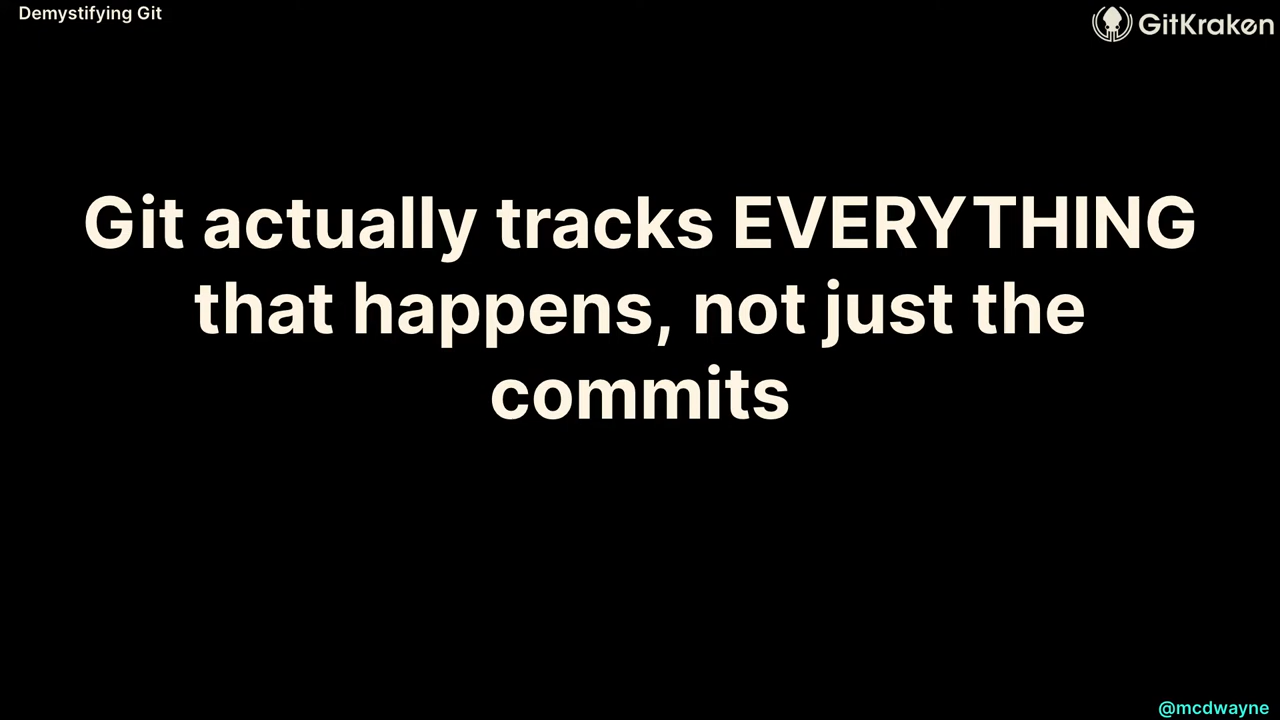 Demystifying Git
GitKraken
Git actually tracks EVERYTHING
that happens, not just the
commits
@mcdwayne